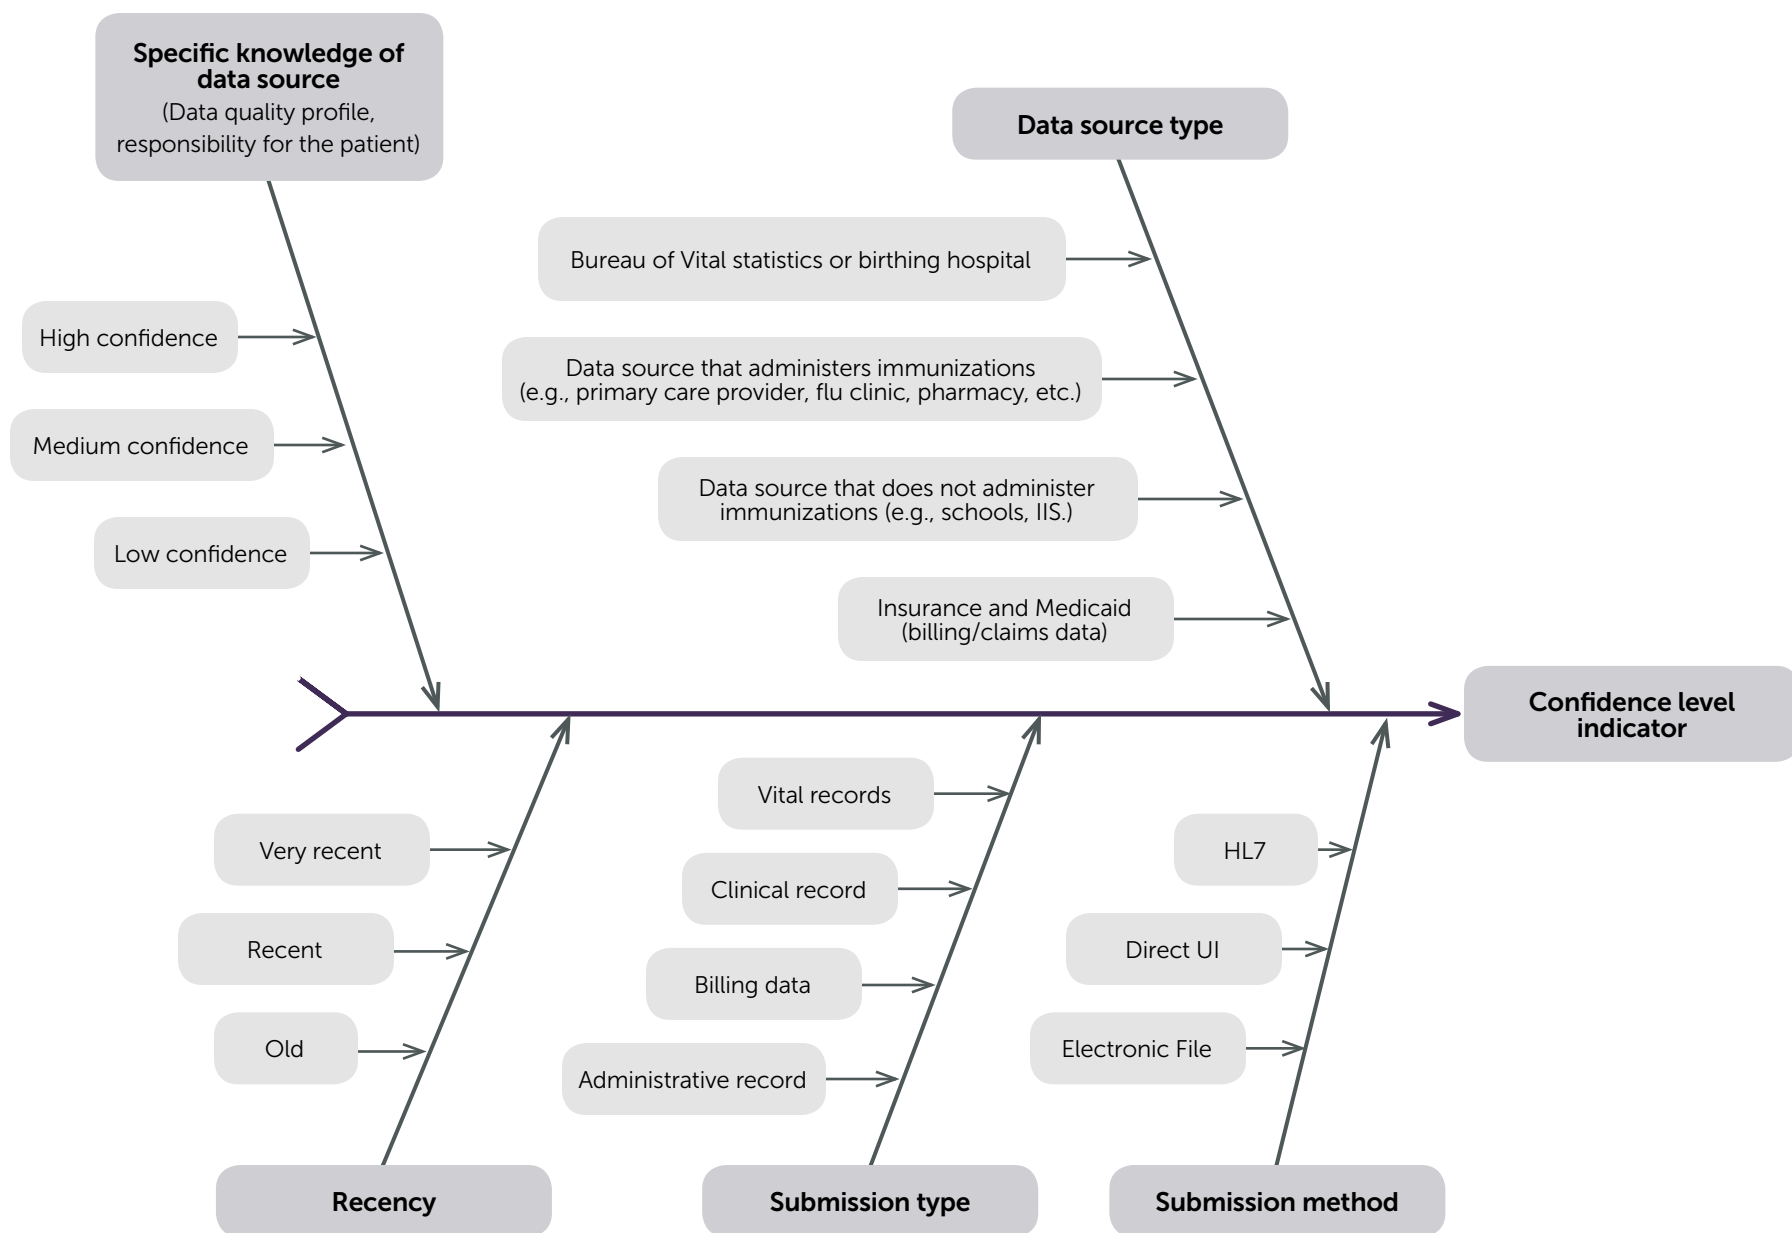 Specific knowledge of
data source
(Data quality profile,
responsibility for the patient)
High confidence
Medium confidence
Low confidence
Data source type
Bureau of Vital statistics or birthing hospital
Data source that administers immunizations
(e.g., primary care provider, flu clinic, pharmacy, etc.)
Data source that does not administer
immunizations (e.g., schools, IIS.)
Insurance and Medicaid
(billing/claims data)
Confidence level
indicator
Very recent
Recent
Old
Recency
Vital records
Clinical record
Billing data
Administrative record
Submission type
HL7
Direct UI
Electronic File
Submission method